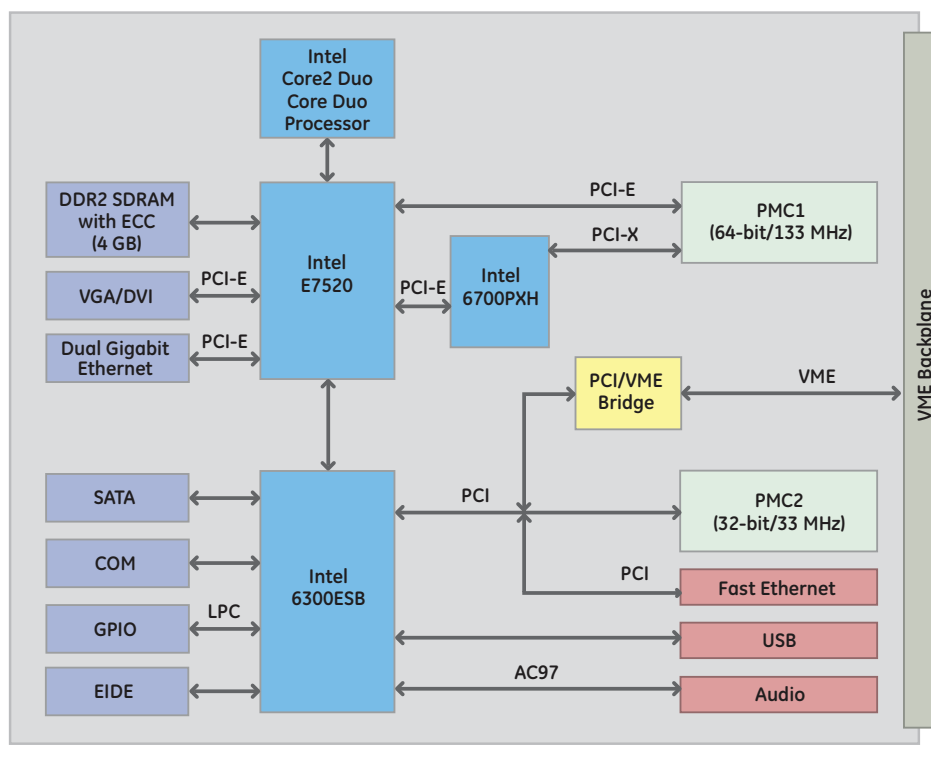 Intel
Core2 Duo
Core Duo
Processor
DDR2 SDRAM
with ECC
(4 GB)
VGA/DVI
PCI-E
Dual Gigabit
Ethernet
PCI-E
Intel
E7520
PCI-E
Intel
6700PXH
PCI-E
PCI-X
PMC1
(64-bit/133 MHz)
PCI/VME
Bridge
VME
VME Backplane
SATA
COM
GPIO
LPC
EIDE
Intel
6300ESB
PCI
PMC2
(32-bit/33 MHz)
PCI
Fast Ethernet
USB
AC97
Audio